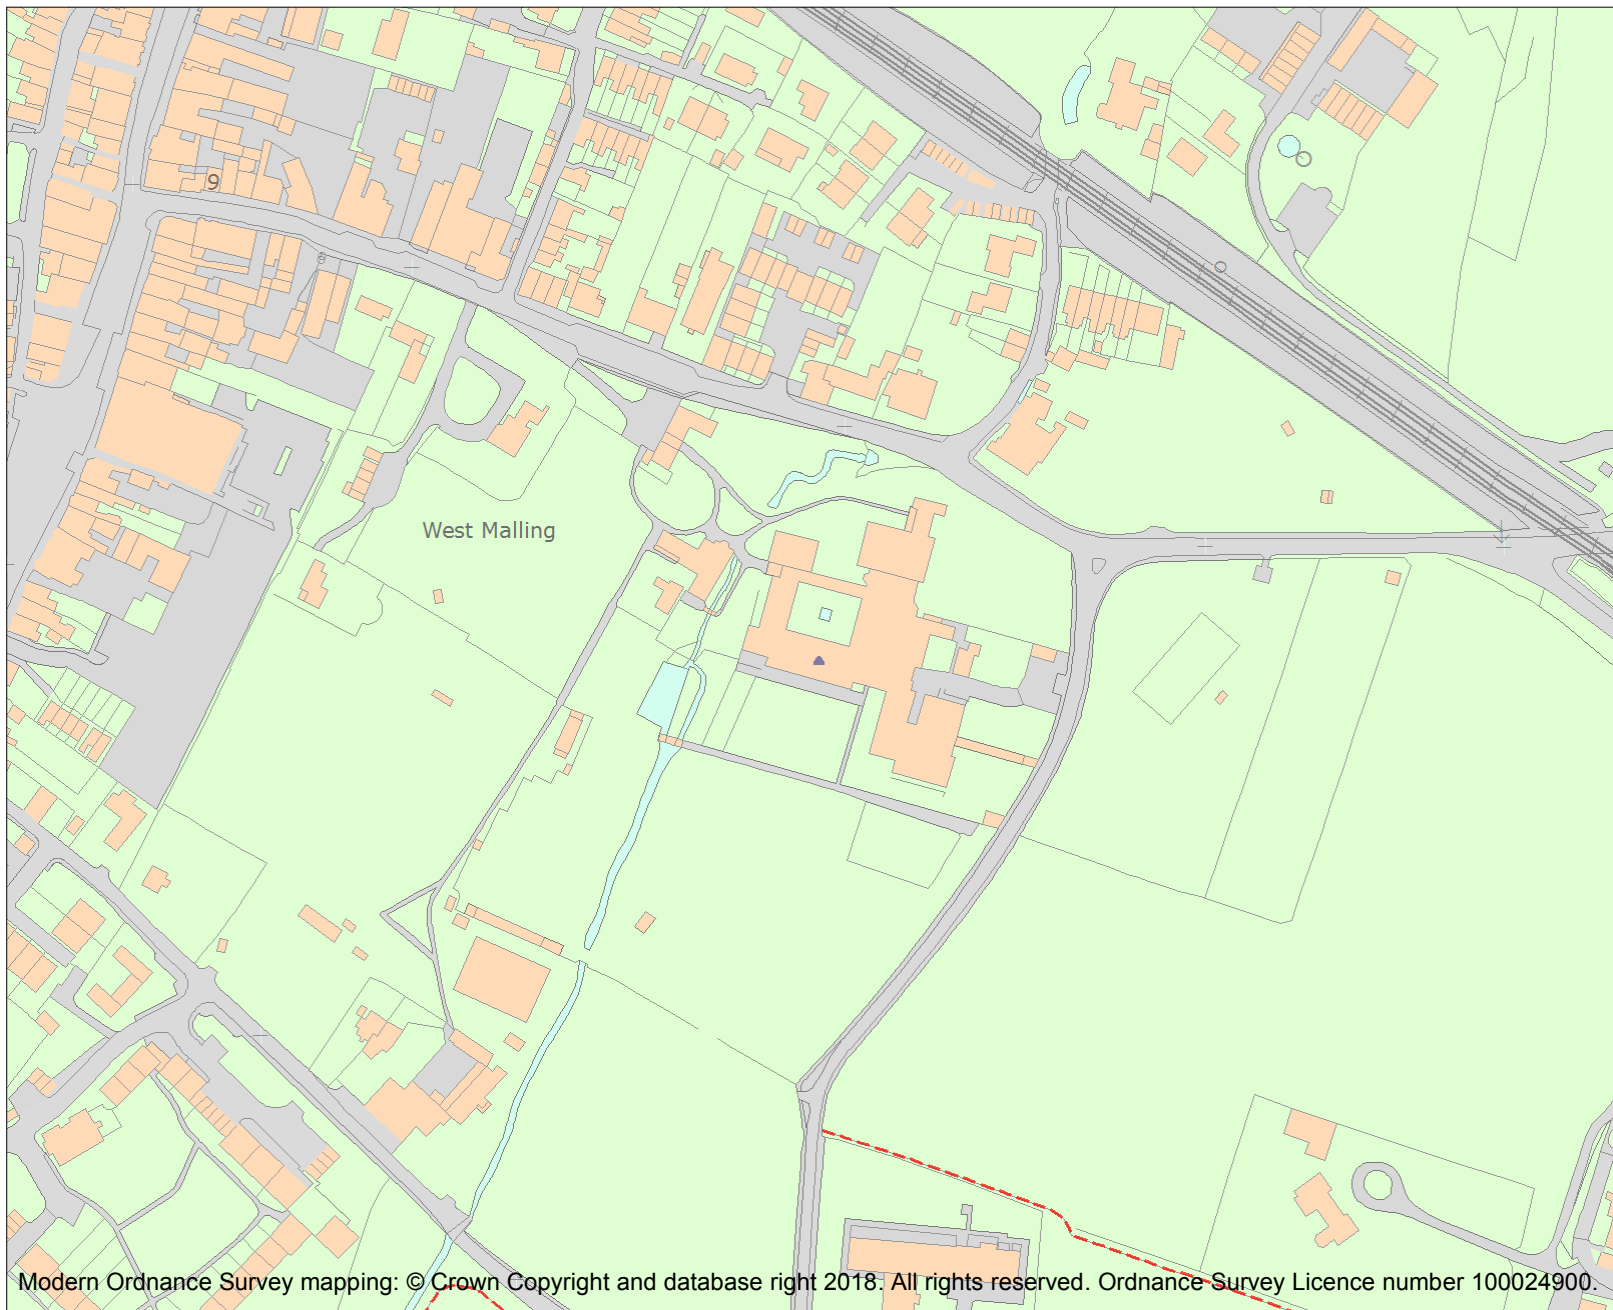 9
West Malling
Modern Ordnance Survey mapping: © Crown Copyright and database right 2018. All rights reserved. Ordnance Survey Licence number 100024900.